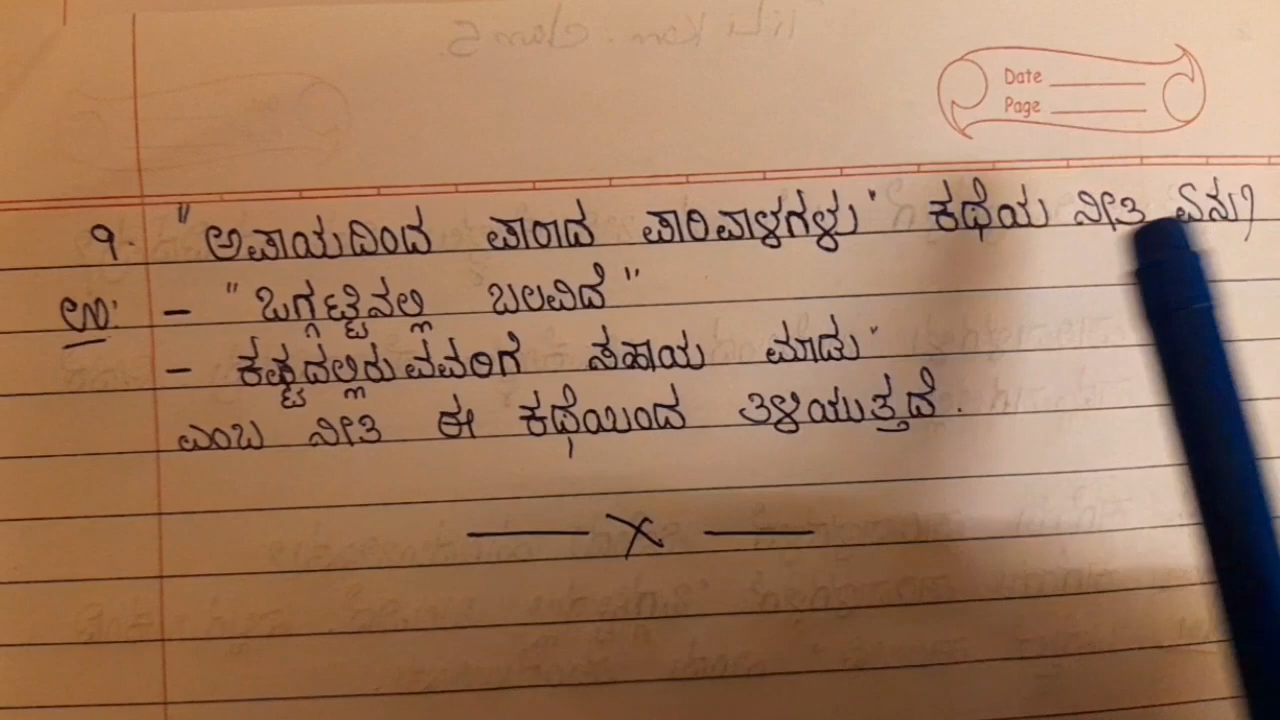 Date
Page
೧. "ಅಪಾಯದಿಂದ ಪಾರಾದ ಪಾರಿವಾಳಗಳು" ಕಥೆಯ ನೀತಿ ಏನು?
ಉ: - "ಒಗ್ಗಟ್ಟಿನಲ್ಲಿ ಬಲವಿದೆ"
- ಕಷ್ಟದಲ್ಲಿರುವವರಿಗೆ ಸಹಾಯ ಮಾಡು"
ಎಂಬ ನೀತಿ ಈ ಕಥೆಯಿಂದ ತಿಳಿಯುತ್ತದೆ.